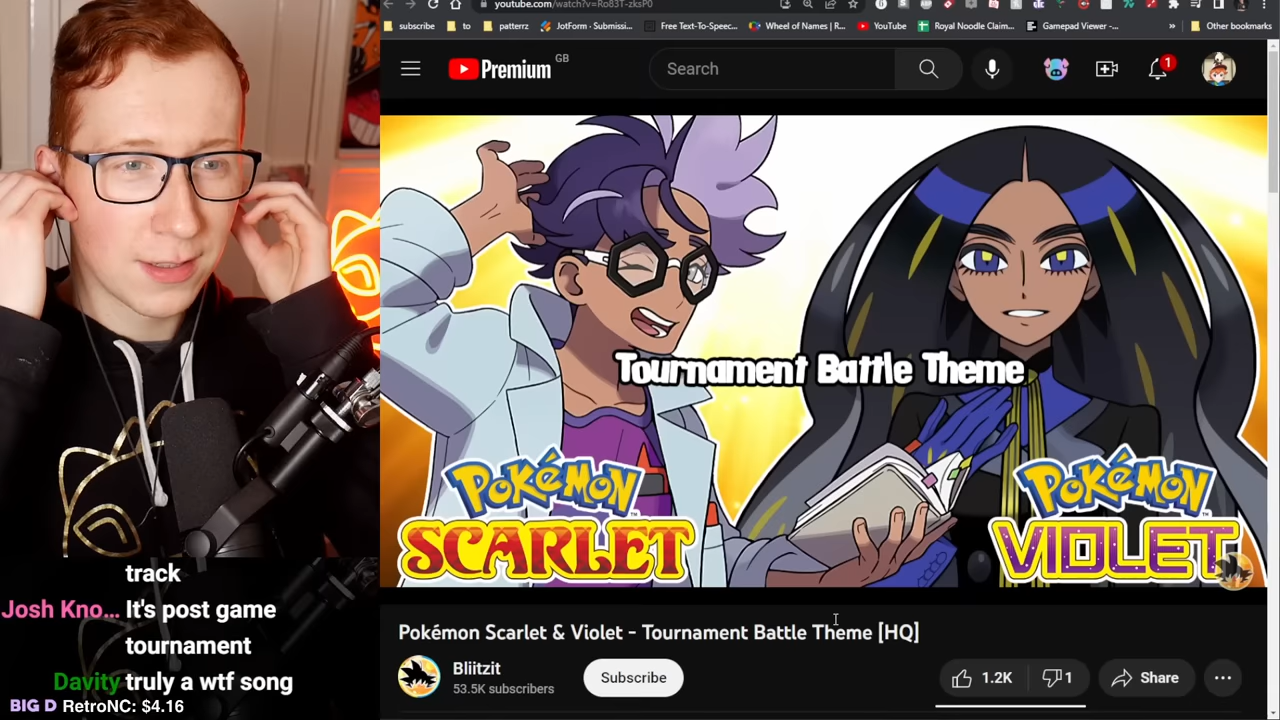 youtube.com/watch?v=Ro83T-zksP0
subscribe to patterrz JotForm - Submissi... Free Text-To-Speec... Wheel of Names | R... YouTube Royal Noodle Claim... Gamepad Viewer -... » Other bookmarks
Premium GB Search 1
Tournament Battle Theme
POKÉMON POKÉMON
SCARLET VIOLET
Pokémon Scarlet & Violet - Tournament Battle Theme [HQ]
Bliitzit
53.5K subscribers
Subscribe 1.2K 1 Share
track
Josh Kno... It's post game
tournament
Davity truly a wtf song
BIG D RetroNC: $4.16